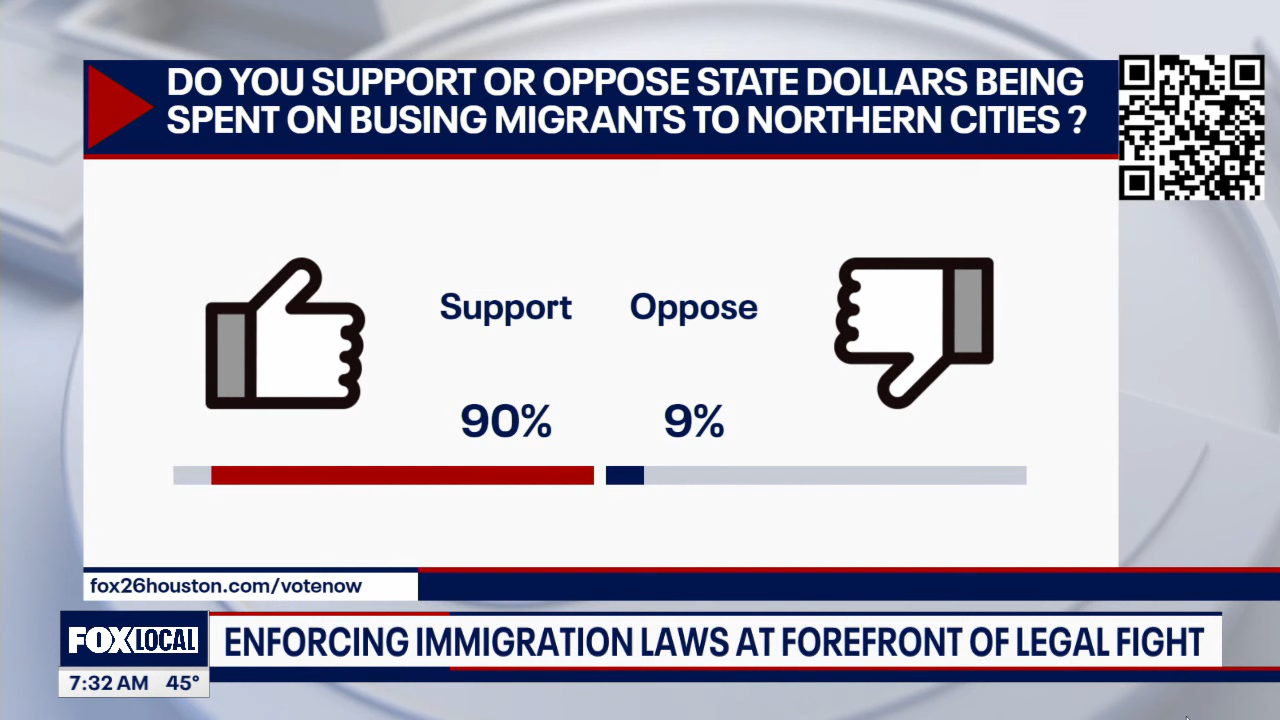 DO YOU SUPPORT OR OPPOSE STATE DOLLARS BEING
SPENT ON BUSING MIGRANTS TO NORTHERN CITIES ?
Support Oppose
90% 9%
fox26houston.com/votenow
FOX LOCAL
ENFORCING IMMIGRATION LAWS AT FOREFRONT OF LEGAL FIGHT
7:32 AM 45°